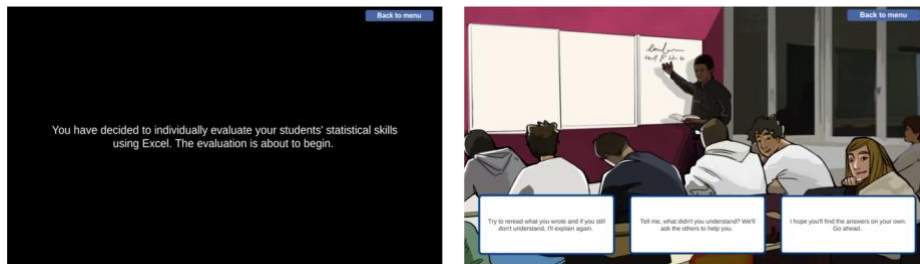 Back to menu
You have decided to individually evaluate your students' statistical skills
using Excel. The evaluation is about to begin.
Back to menu
Try to reread what you wrote and if you still
don't understand, I'll explain again.
Tell me, what didn't you understand? We'll
ask the others to help you.
I hope you'll find the answers on your own.
Go ahead.